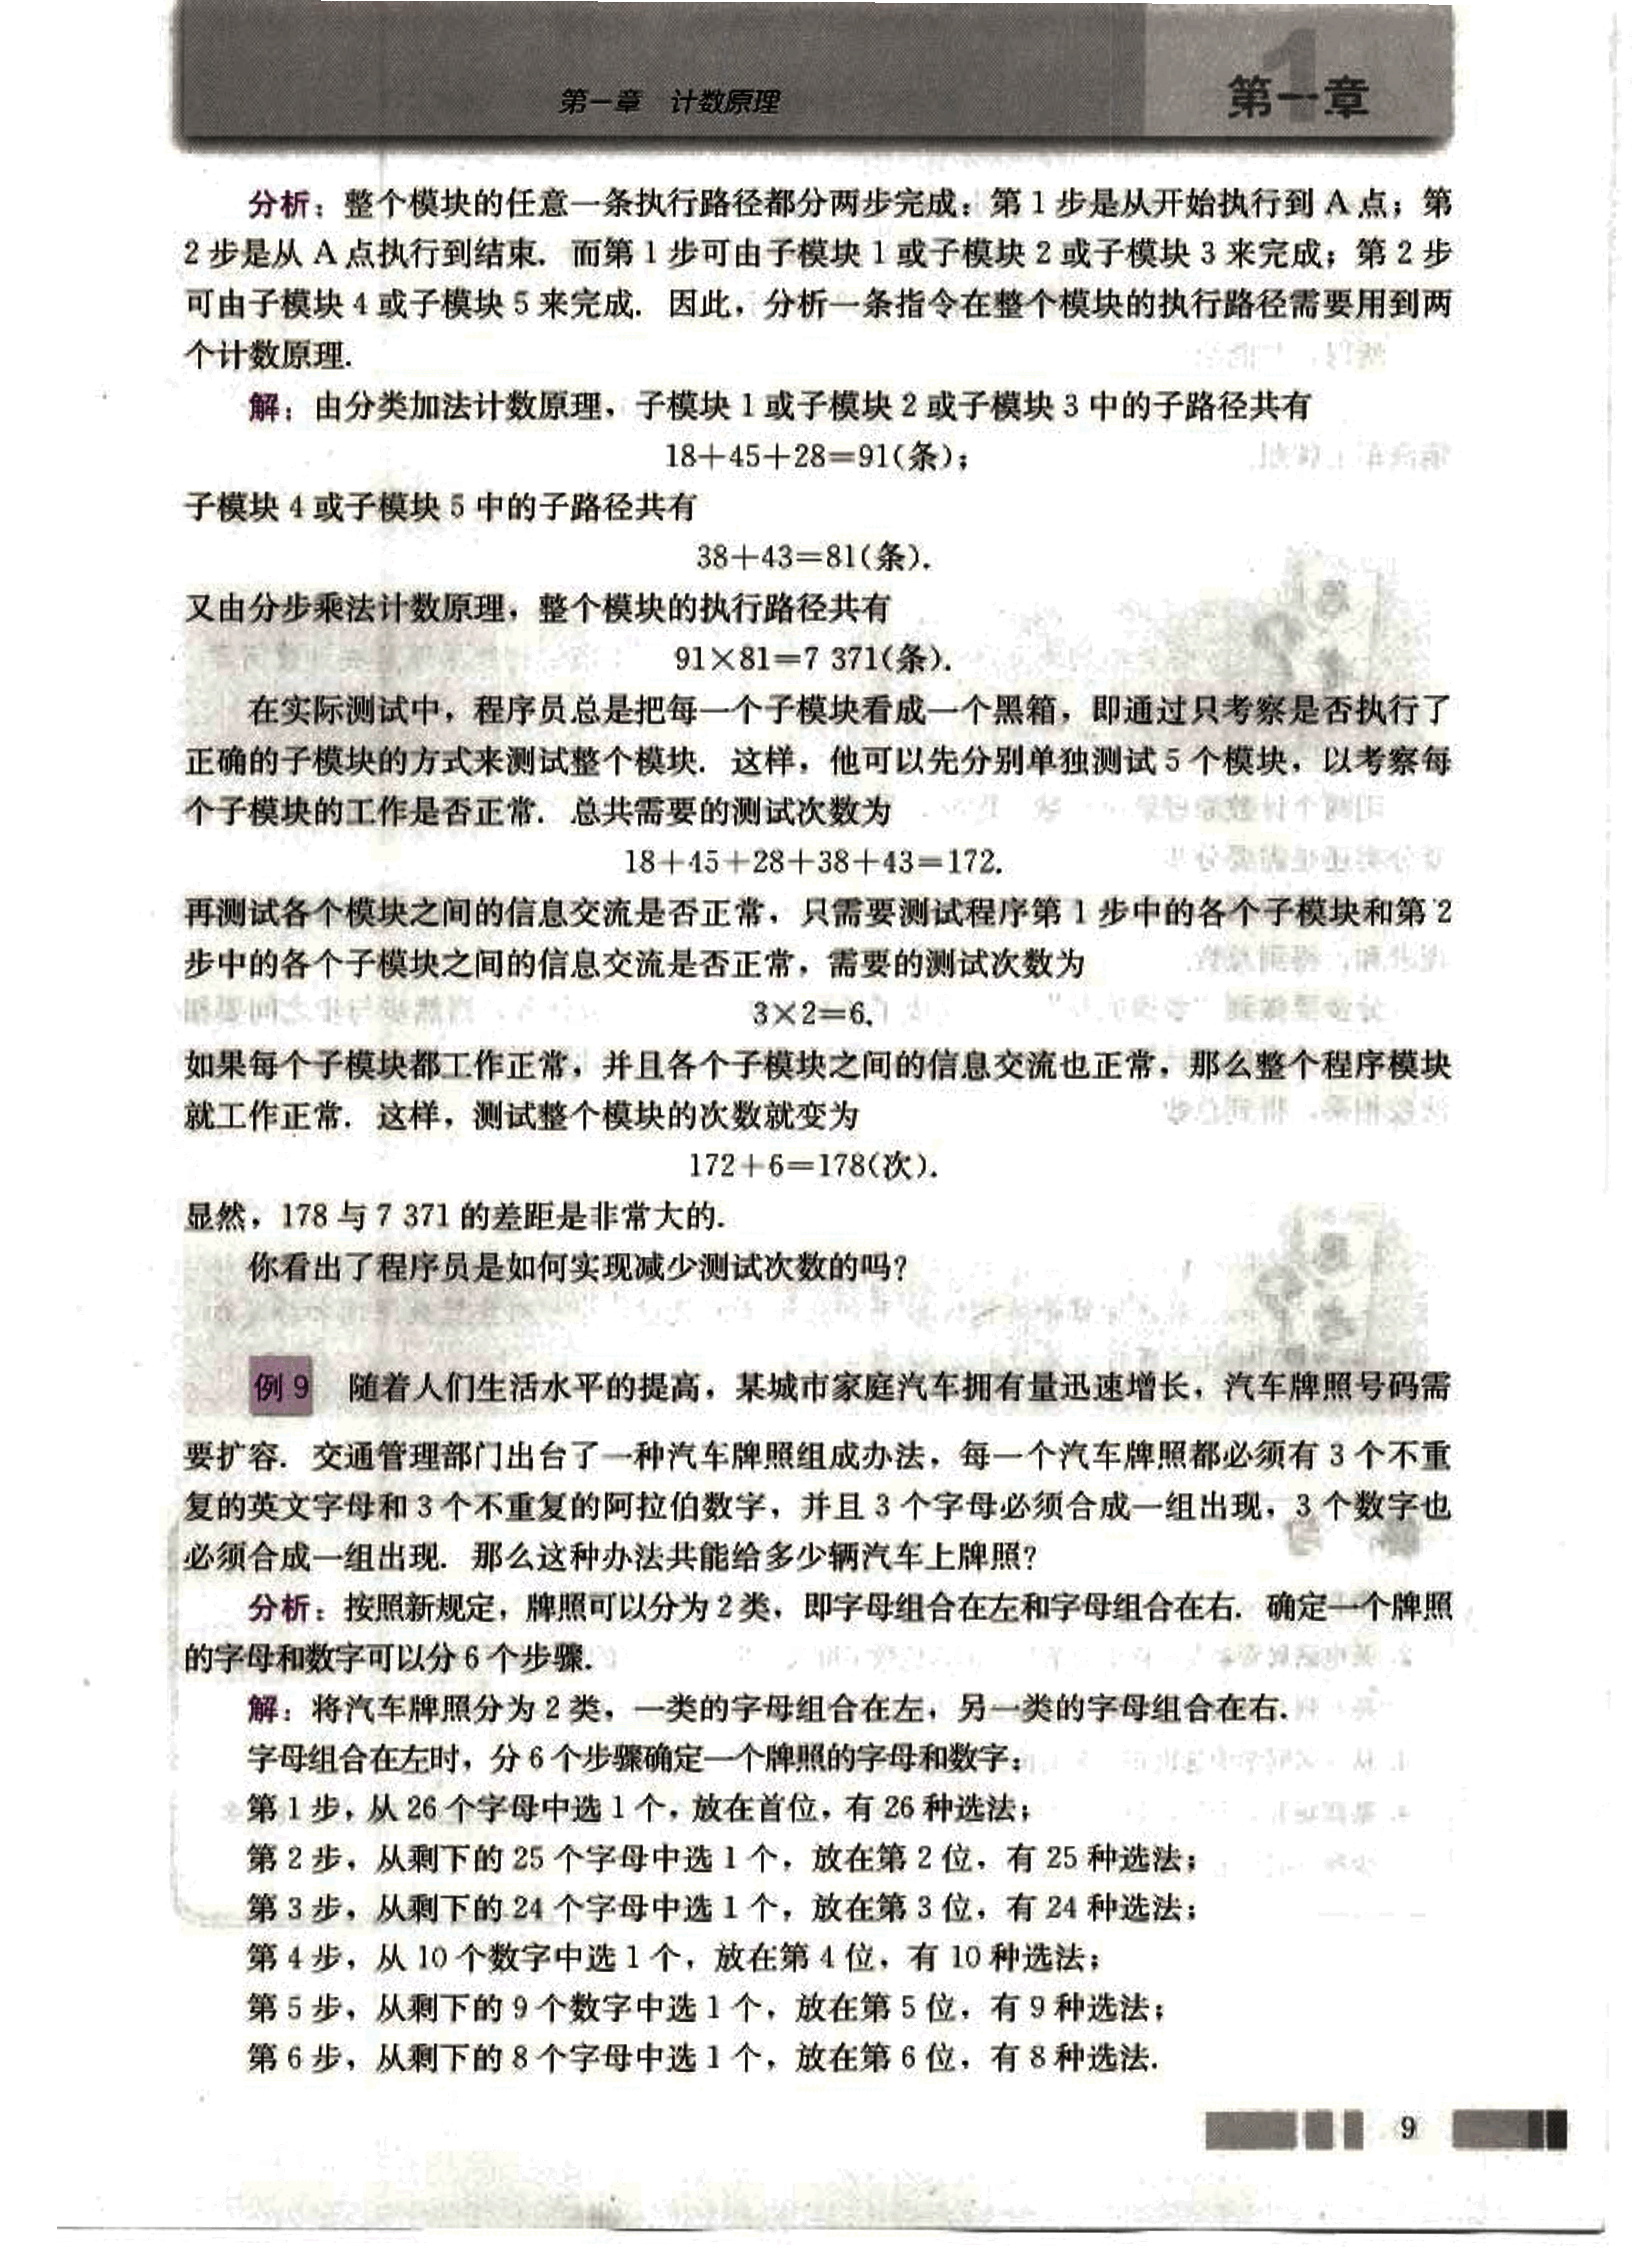 第一章 计数原理
第一章
分析：整个模块的任意一条执行路径都分两步完成：第 1 步是从开始执行到 A 点；第
2 步是从 A 点执行到结束. 而第 1 步可由子模块 1 或子模块 2 或子模块 3 来完成；第 2 步
可由子模块 4 或子模块 5 来完成. 因此，分析一条指令在整个模块的执行路径需要用到两
个计数原理.
解：由分类加法计数原理，子模块 1 或子模块 2 或子模块 3 中的子路径共有
18＋45＋28＝91(条)；
子模块 4 或子模块 5 中的子路径共有
38＋43＝81(条).
又由分步乘法计数原理，整个模块的执行路径共有
91×81＝7 371(条).
在实际测试中，程序员总是把每一个子模块看成一个黑箱，即通过只考察是否执行了
正确的子模块的方式来测试整个模块. 这样，他可以先分别单独测试 5 个模块，以考察每
个子模块的工作是否正常. 总共需要的测试次数为
18＋45＋28＋38＋43＝172.
再测试各个模块之间的信息交流是否正常，只需要测试程序第 1 步中的各个子模块和第 2
步中的各个子模块之间的信息交流是否正常，需要的测试次数为
3×2＝6.
如果每个子模块都工作正常，并且各个子模块之间的信息交流也正常，那么整个程序模块
就工作正常. 这样，测试整个模块的次数就变为
172＋6＝178(次).
显然，178 与 7 371 的差距是非常大的.
你看出了程序员是如何实现减少测试次数的吗？
例 9 随着人们生活水平的提高，某城市家庭汽车拥有量迅速增长，汽车牌照号码需
要扩容. 交通管理部门出台了一种汽车牌照组成办法，每一个汽车牌照都必须有 3 个不重
复的英文字母和 3 个不重复的阿拉伯数字，并且 3 个字母必须合成一组出现，3 个数字也
必须合成一组出现. 那么这种办法共能给多少辆汽车上牌照？
分析：按照新规定，牌照可以分为 2 类，即字母组合在左和字母组合在右. 确定一个牌照
的字母和数字可以分 6 个步骤.
解：将汽车牌照分为 2 类，一类的字母组合在左，另一类的字母组合在右.
字母组合在左时，分 6 个步骤确定一个牌照的字母和数字：
第 1 步，从 26 个字母中选 1 个，放在首位，有 26 种选法；
第 2 步，从剩下的 25 个字母中选 1 个，放在第 2 位，有 25 种选法；
第 3 步，从剩下的 24 个字母中选 1 个，放在第 3 位，有 24 种选法；
第 4 步，从 10 个数字中选 1 个，放在第 4 位，有 10 种选法；
第 5 步，从剩下的 9 个数字中选 1 个，放在第 5 位，有 9 种选法；
第 6 步，从剩下的 8 个字母中选 1 个，放在第 6 位，有 8 种选法.
9